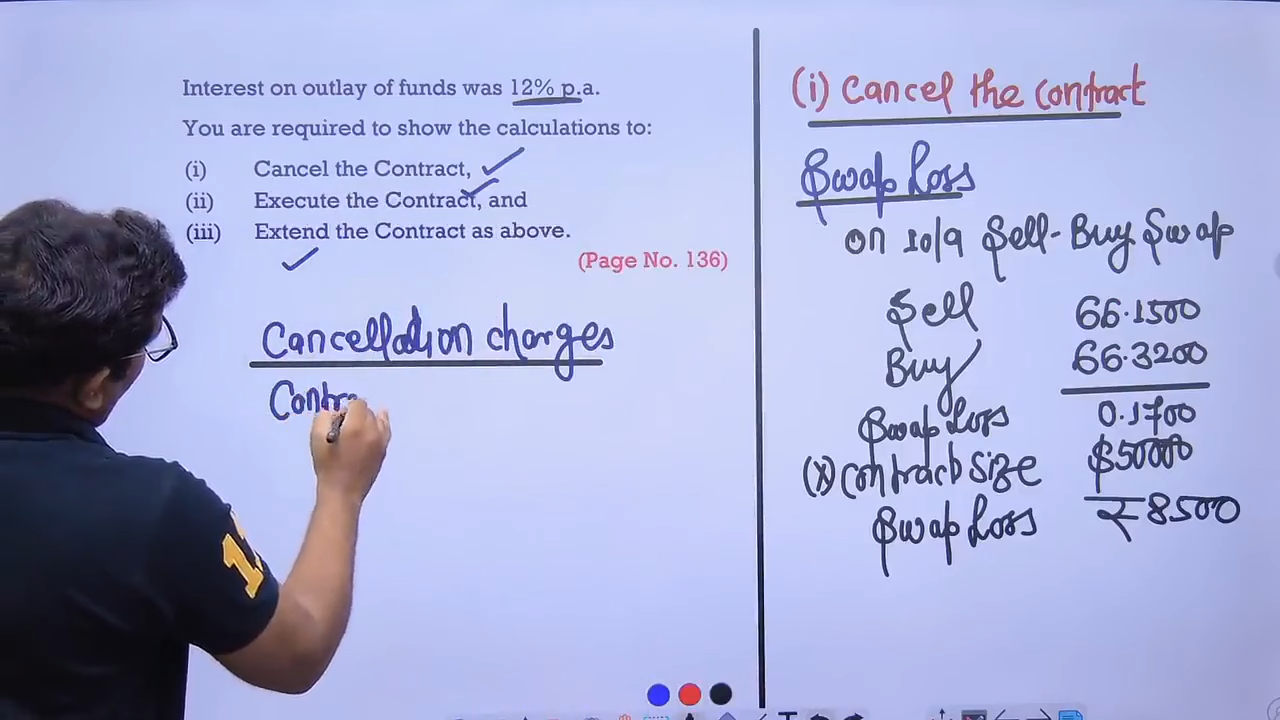 Interest on outlay of funds was 12% p.a.
You are required to show the calculations to:
(i) Cancel the Contract,
(ii) Execute the Contract, and
(iii) Extend the Contract as above.
(Page No. 136)
Cancellation charges
Contra
(i) Cancel the contract
Swap Loss
on 10/9 Sell-Buy Swap
Sell 66.1500
Buy 66.3200
Swap Loss 0.1700
(x) contract size $50000
Swap Loss ₹8500